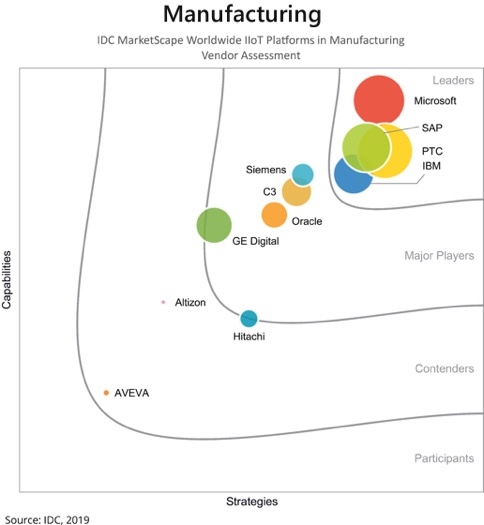 Manufacturing
IDC MarketScape Worldwide IIoT Platforms in Manufacturing
Vendor Assessment
Leaders
Microsoft
SAP
PTC
IBM
Siemens
C3
Oracle
GE Digital
Major Players
Capabilities
Altizon
Hitachi
Contenders
AVEVA
Participants
Strategies
Source: IDC, 2019